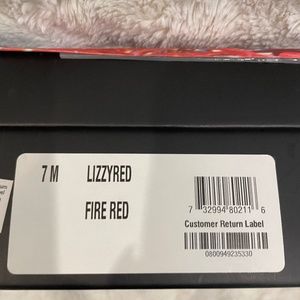 7 M LIZZYRED
FIRE RED
7 32994 80211 6
Customer Return Label
0800949235330